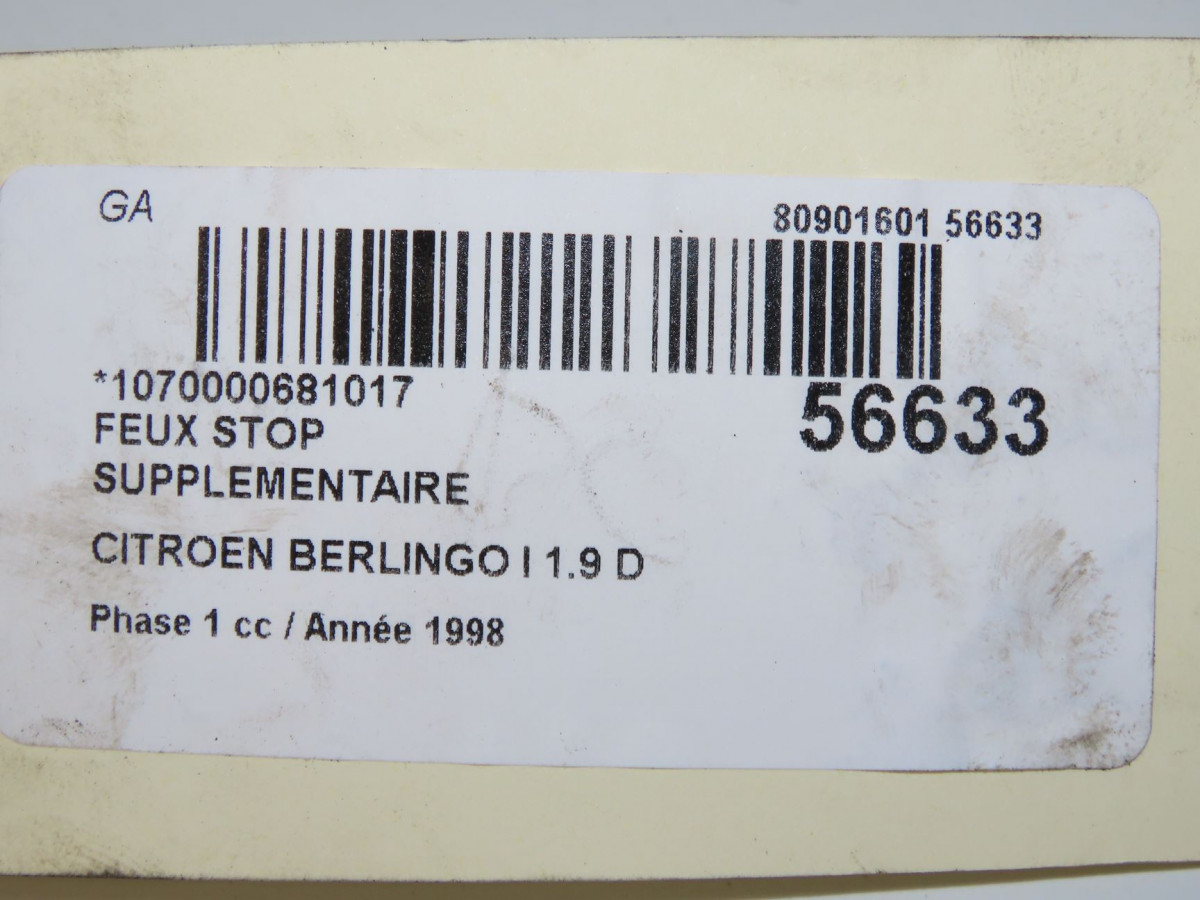 GA
80901601 56633
*1070000681017
56633
FEUX STOP
SUPPLEMENTAIRE
CITROEN BERLINGO I 1.9 D
Phase 1 cc / Année 1998